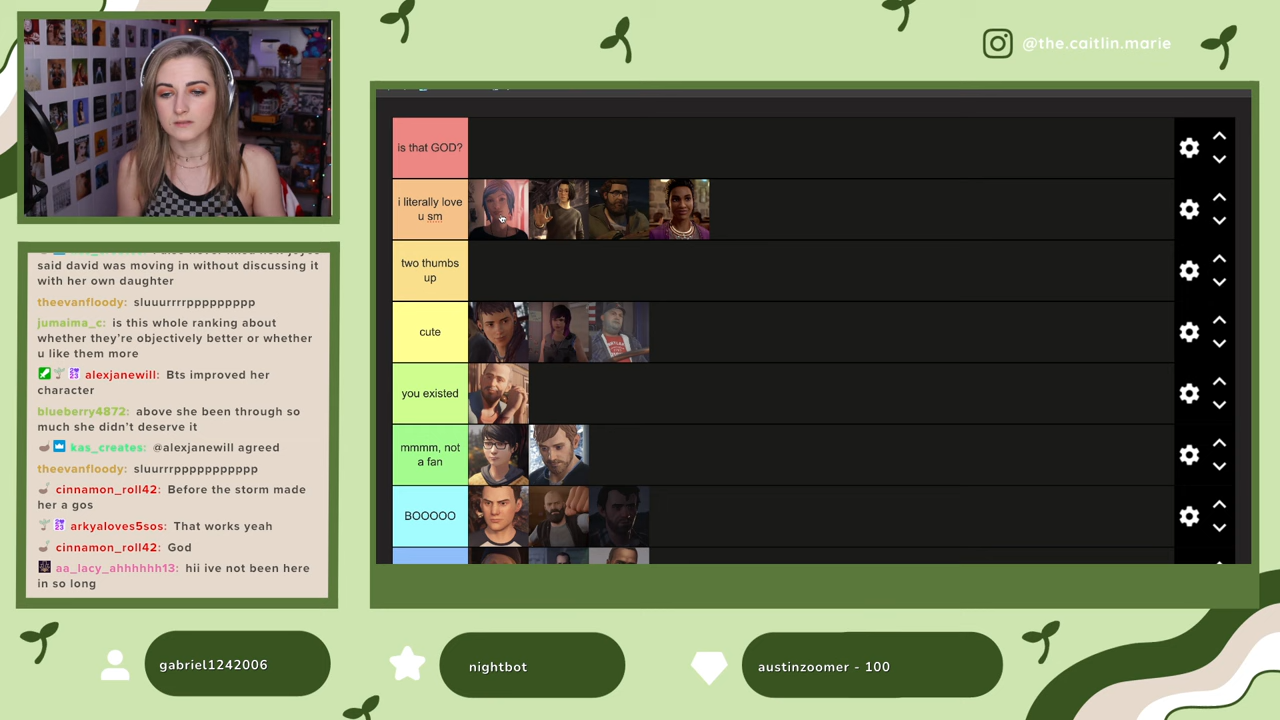 @the.caitlin.marie
said david was moving in without discussing it
with her own daughter
theevanfloody: sluuurrrppppppppp
jumaima_c: is this whole ranking about
whether they're objectively better or whether
u like them more
alexjanewill: Bts improved her
character
blueberry4872: above she been through so
much she didn't deserve it
kas_creates: @alexjanewill agreed
theevanfloody: sluurrrppppppppppp
cinnamon_roll42: Before the storm made
her a gos
arkyaloves5sos: That works yeah
cinnamon_roll42: God
aa_lacy_ahhhhhh13: hii ive not been here
in so long
is that GOD?
i literally love
u sm
two thumbs
up
cute
you existed
mmmm, not
a fan
BOOOOO
gabriel1242006
nightbot
austinzoomer - 100